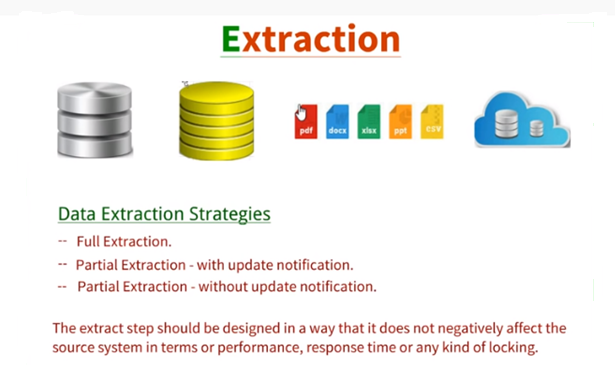 Extraction
pdf docx xlsx ppt csv
Data Extraction Strategies
-- Full Extraction.
-- Partial Extraction - with update notification.
-- Partial Extraction - without update notification.
The extract step should be designed in a way that it does not negatively affect the
source system in terms or performance, response time or any kind of locking.